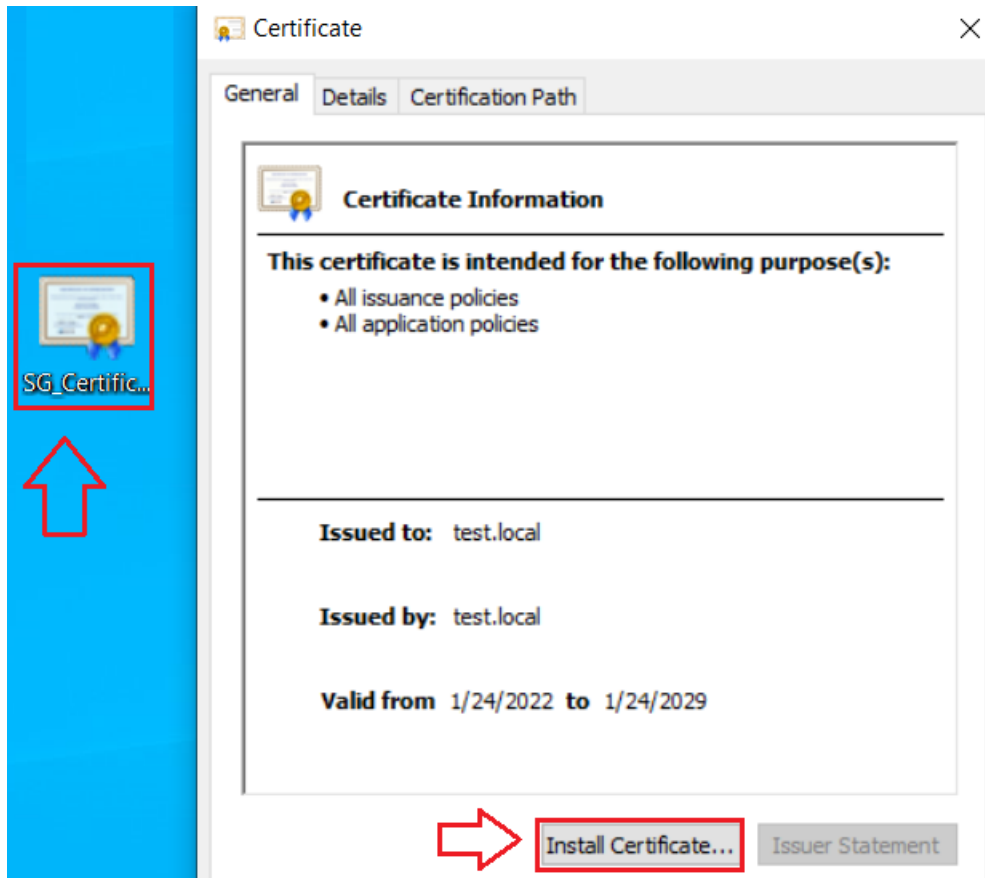 Certificate
General Details Certification Path
Certificate Information
This certificate is intended for the following purpose(s):
• All issuance policies
• All application policies
SG_Certific...
Issued to: test.local
Issued by: test.local
Valid from 1/24/2022 to 1/24/2029
Install Certificate... Issuer Statement